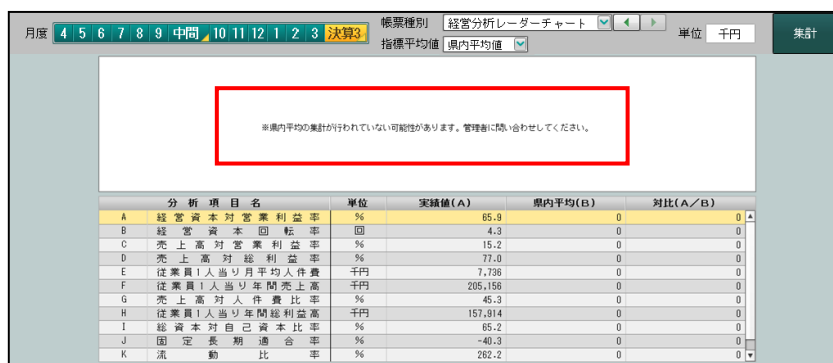 帳票種別 経営分析レーダーチャート
月度 4 5 6 7 8 9 中間 10 11 12 1 2 3 決算3 単位 千円 集計
指標平均値 県内平均値
※県内平均の集計が行われていない可能性があります。管理者に問い合わせしてください。
分析項目名 単位 実績値(A) 県内平均(B) 対比(A/B)
A 経営資本対営業利益率 % 65.9 0 0
B 経営資本回転率 回 4.3 0 0
C 売上高対営業利益率 % 15.2 0 0
D 売上高対総利益率 % 77.0 0 0
E 従業員1人当り月平均人件費 千円 7,736 0 0
F 従業員1人当り年間売上高 千円 205,156 0 0
G 売上高対人件費比率 % 45.3 0 0
H 従業員1人当り年間総利益高 千円 157,914 0 0
I 総資本対自己資本比率 % 65.2 0 0
J 固定長期適合率 % -40.3 0 0
K 流動比率 % 262.2 0 0